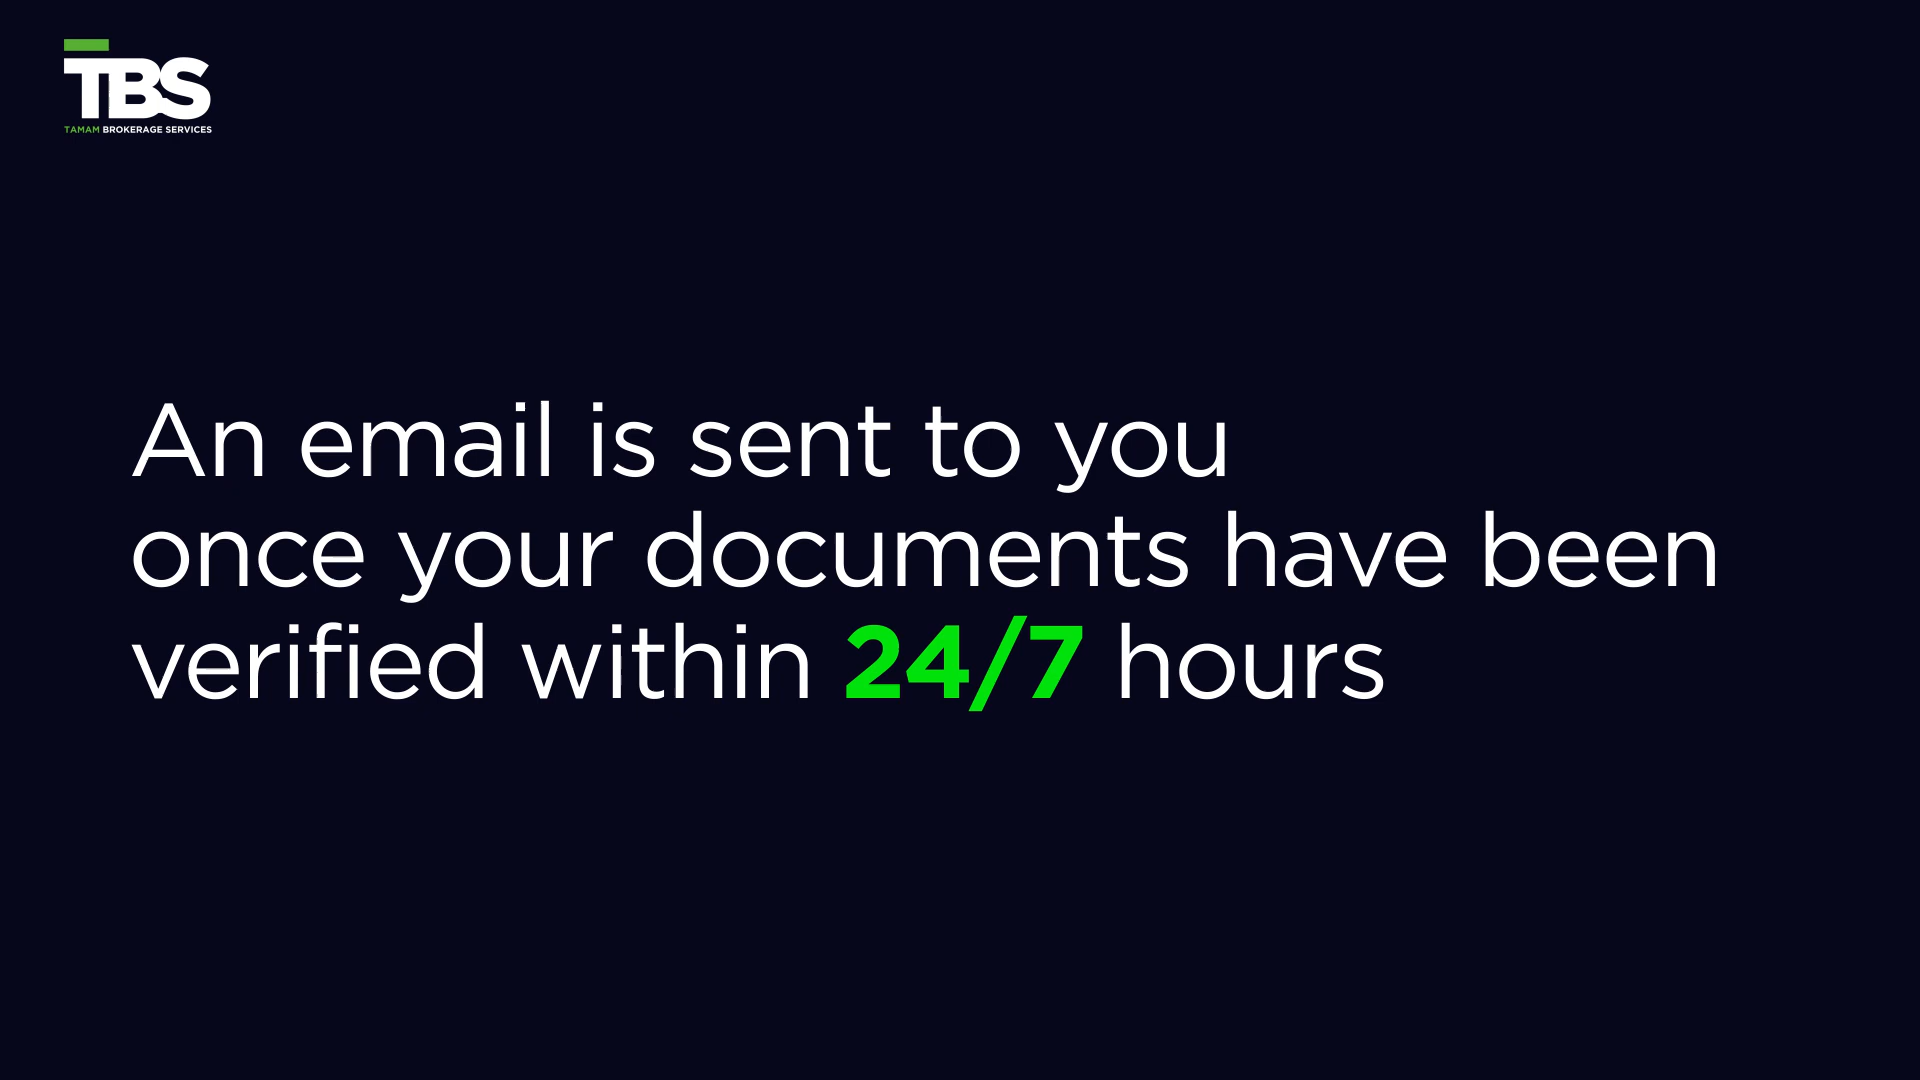 TBS
TAMAM BROKERAGE SERVICES
An email is sent to you
once your documents have been
verified within 24/7 hours